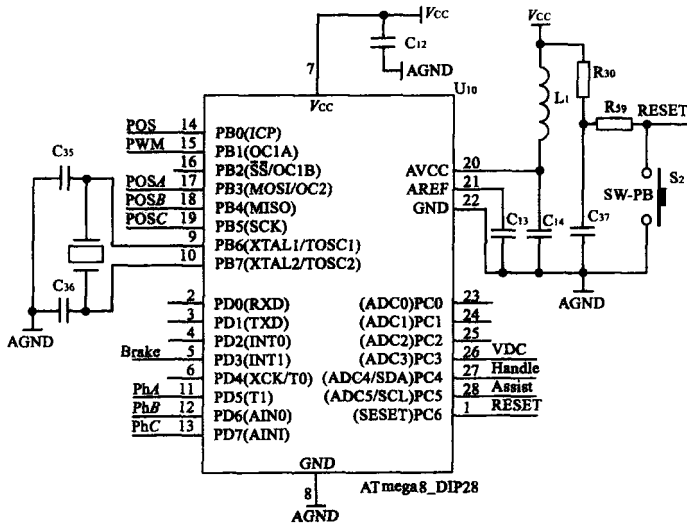 VCC
VCC
C12
7
AGND
U10
R30
L1
VCC
R59
RESET
POS 14 PB0(ICP)
PWM 15 PB1(OC1A)
C35
16 PB2(SS/OC1B)
AVCC 20
S2
POSA 17 PB3(MOSI/OC2)
AREF 21
SW-PB
POSB 18 PB4(MISO)
GND 22
POSC 19 PB5(SCK)
C13
C14
C37
9 PB6(XTAL1/TOSC1)
10 PB7(XTAL2/TOSC2)
C36
AGND
AGND
2 PD0(RXD)
(ADC0)PC0 23
3 PD1(TXD)
(ADC1)PC1 24
4 PD2(INT0)
(ADC2)PC2 25
Brake 5 PD3(INT1)
(ADC3)PC3 26 VDC
6 PD4(XCK/T0)
(ADC4/SDA)PC4 27 Handle
PhA 11 PD5(T1)
(ADC5/SCL)PC5 28 Assist
PhB 12 PD6(AIN0)
(SESET)PC6 1 RESET
PhC 13 PD7(AINI)
GND
8
ATmega8_DIP28
AGND